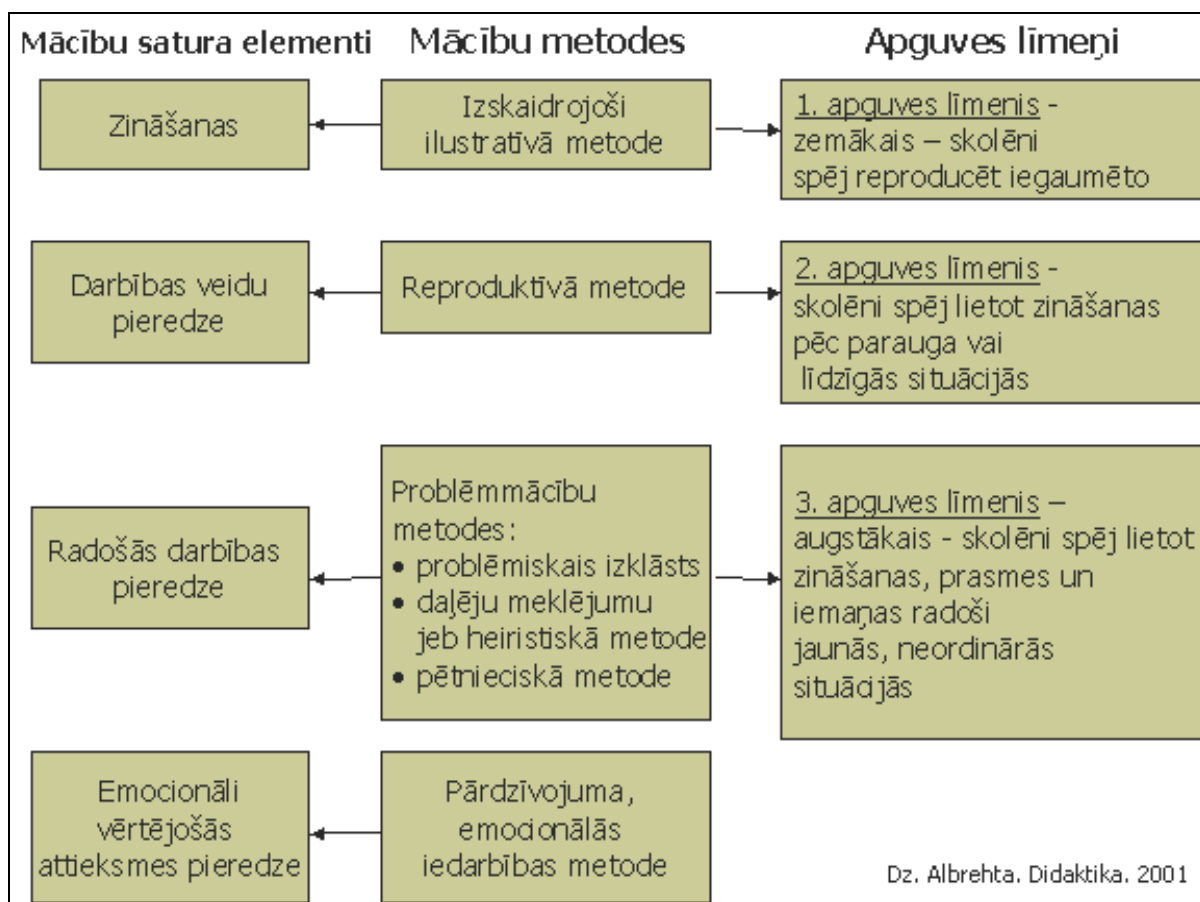 Mācību satura elementi
Mācību metodes
Apguves līmeņi
Zināšanas
Izskaidrojoši
ilustratīvā metode
1. apguves līmenis -
zemākais – skolēni
spēj reproducēt iegaumēto
Darbības veidu
pieredze
Reproduktīvā metode
2. apguves līmenis -
skolēni spēj lietot zināšanas
pēc parauga vai
līdzīgās situācijās
Radošās darbības
pieredze
Problēmmācību
metodes:
• problēmiskais izklāsts
• daļēju meklējumu
jeb heiristiskā metode
• pētnieciskā metode
3. apguves līmenis –
augstākais - skolēni spēj lietot
zināšanas, prasmes un
iemaņas radoši
jaunās, neordinārās
situācijās
Emocionāli
vērtējošās
attieksmes pieredze
Pārdzīvojuma,
emocionālās
iedarbības metode
Dz. Albrehta. Didaktika. 2001